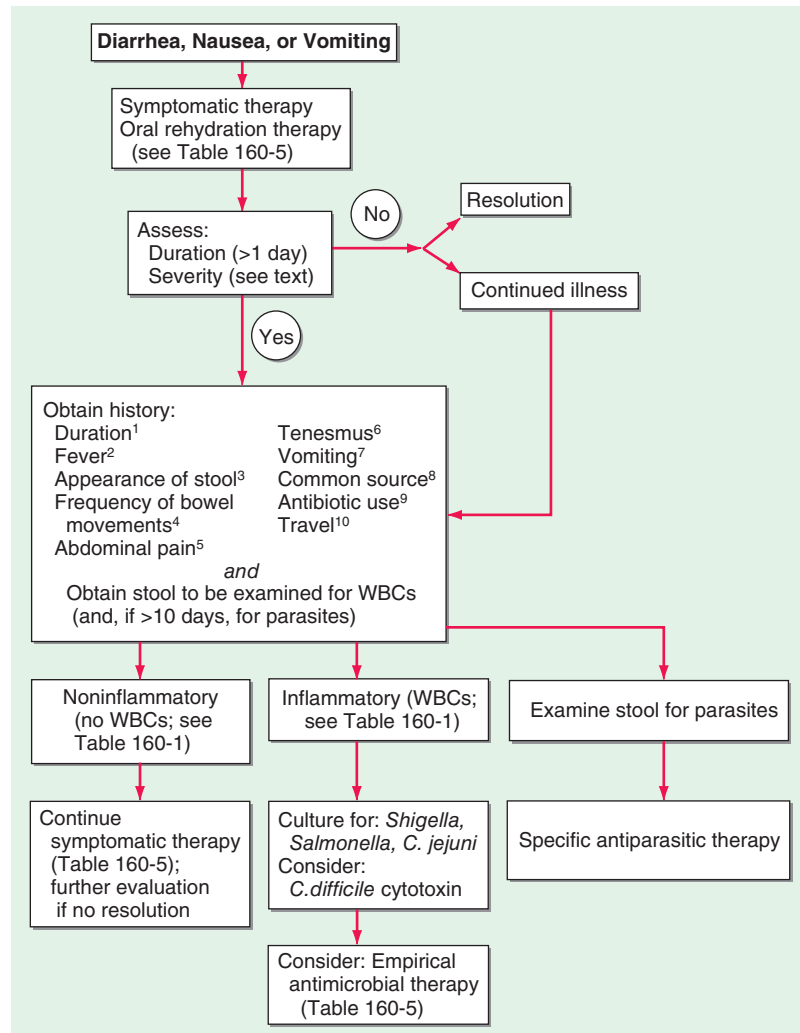 Diarrhea, Nausea, or Vomiting
Symptomatic therapy
Oral rehydration therapy
(see Table 160-5)
Assess:
Duration (>1 day)
Severity (see text)
No
Resolution
Continued illness
Yes
Obtain history:
Duration¹
Fever²
Appearance of stool³
Frequency of bowel
movements⁴
Abdominal pain⁵
Tenesmus⁶
Vomiting⁷
Common source⁸
Antibiotic use⁹
Travel¹⁰
and
Obtain stool to be examined for WBCs
(and, if >10 days, for parasites)
Noninflammatory
(no WBCs; see
Table 160-1)
Continue
symptomatic therapy
(Table 160-5);
further evaluation
if no resolution
Inflammatory (WBCs;
see Table 160-1)
Culture for: Shigella,
Salmonella, C. jejuni
Consider:
C.difficile cytotoxin
Consider: Empirical
antimicrobial therapy
(Table 160-5)
Examine stool for parasites
Specific antiparasitic therapy